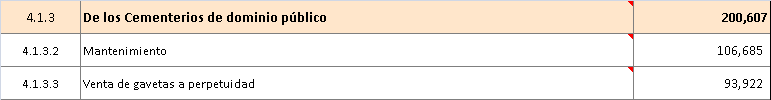 4.1.3 De los Cementerios de dominio público 200,607
4.1.3.2 Mantenimiento 106,685
4.1.3.3 Venta de gavetas a perpetuidad 93,922